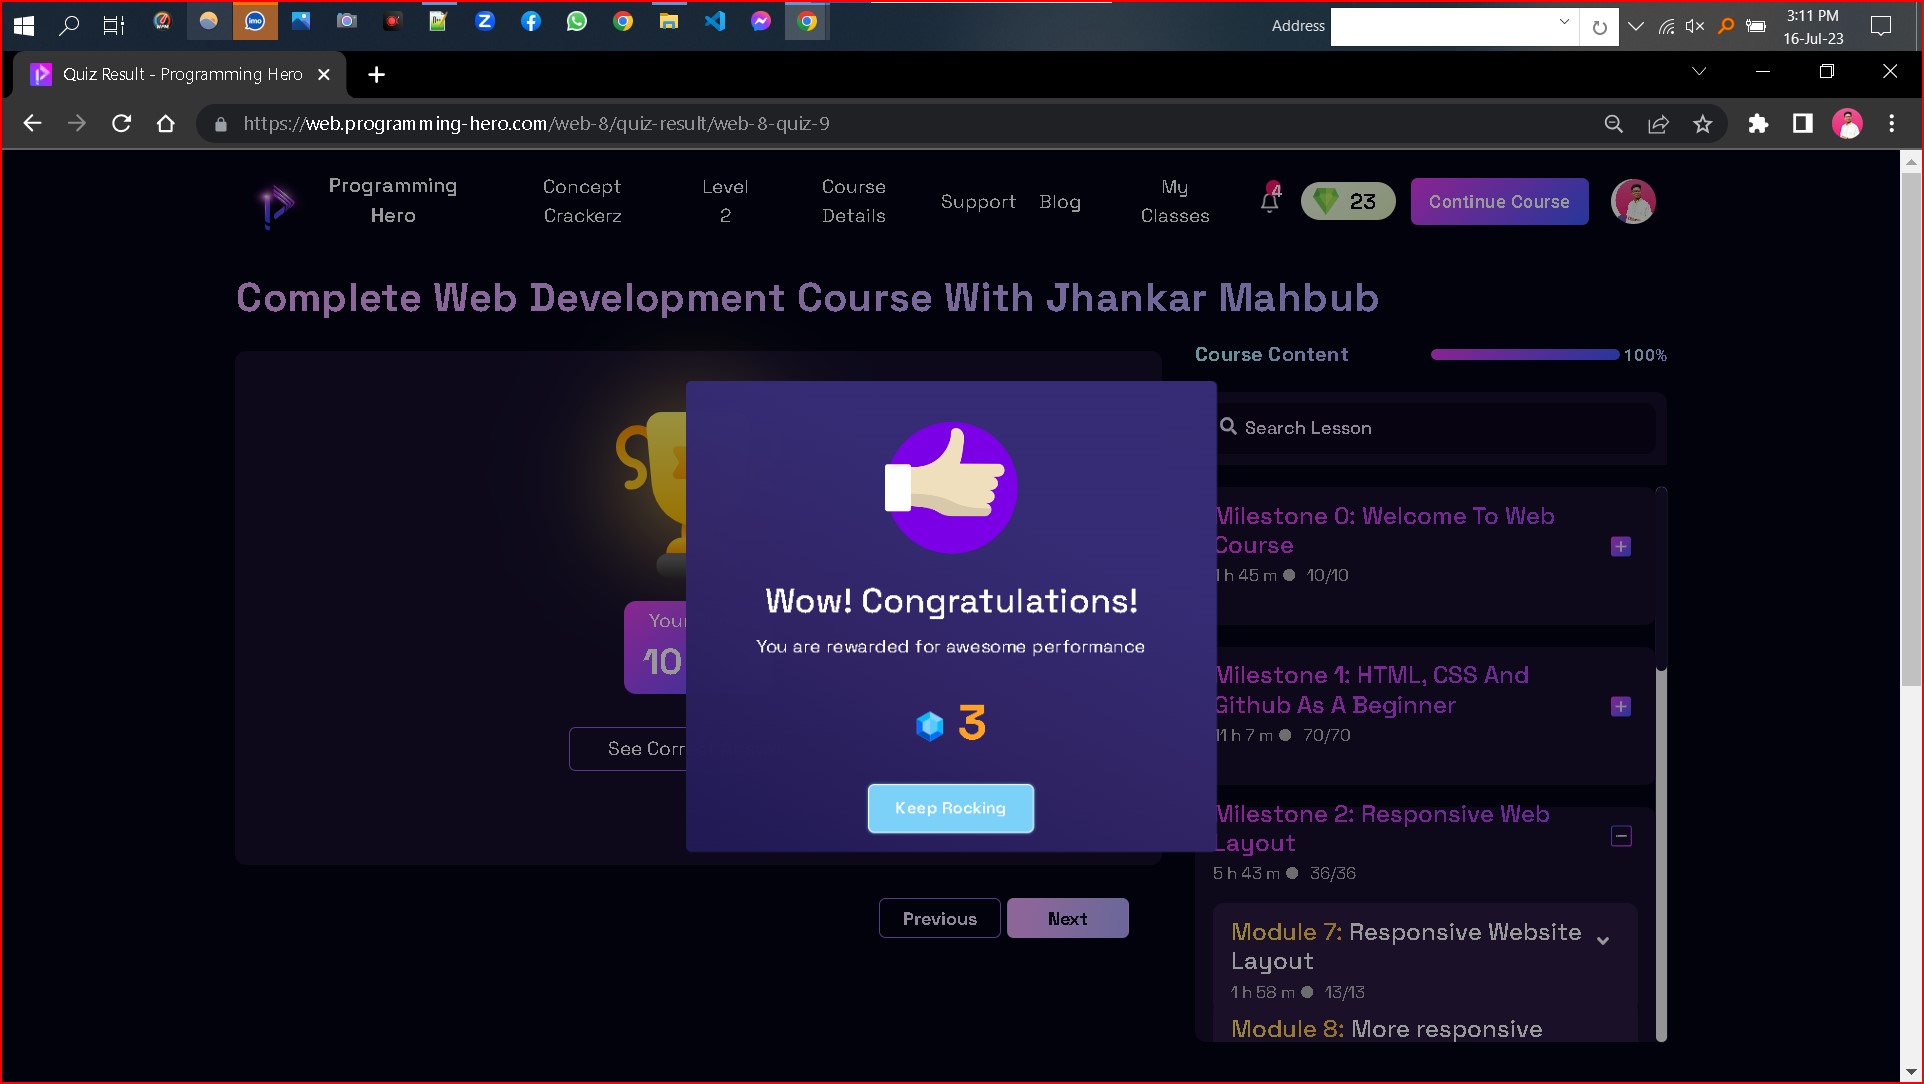 Address
3:11 PM
16-Jul-23
Quiz Result - Programming Hero
https://web.programming-hero.com/web-8/quiz-result/web-8-quiz-9
Programming
Hero
Concept
Crackerz
Level
2
Course
Details
Support
Blog
My
Classes
4
23
Continue Course
Complete Web Development Course With Jhankar Mahbub
Course Content
100%
Search Lesson
Your
10
See Corr
Wow! Congratulations!
You are rewarded for awesome performance
3
Keep Rocking
Previous
Next
Milestone 0: Welcome To Web
Course
1 h 45 m 10/10
Milestone 1: HTML, CSS And
Github As A Beginner
11 h 7 m 70/70
Milestone 2: Responsive Web
Layout
5 h 43 m 36/36
Module 7: Responsive Website
Layout
1 h 58 m 13/13
Module 8: More responsive